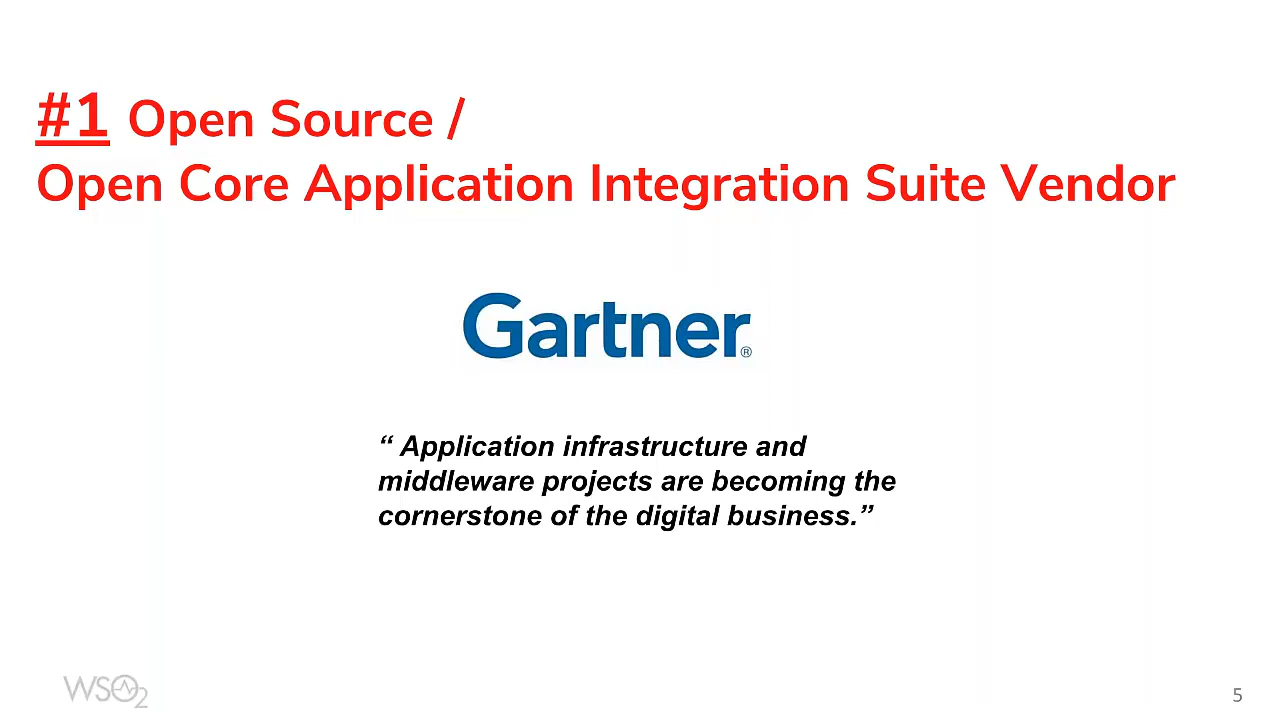 #1 Open Source /
Open Core Application Integration Suite Vendor
Gartner®
“ Application infrastructure and
middleware projects are becoming the
cornerstone of the digital business.”
WSO2
5